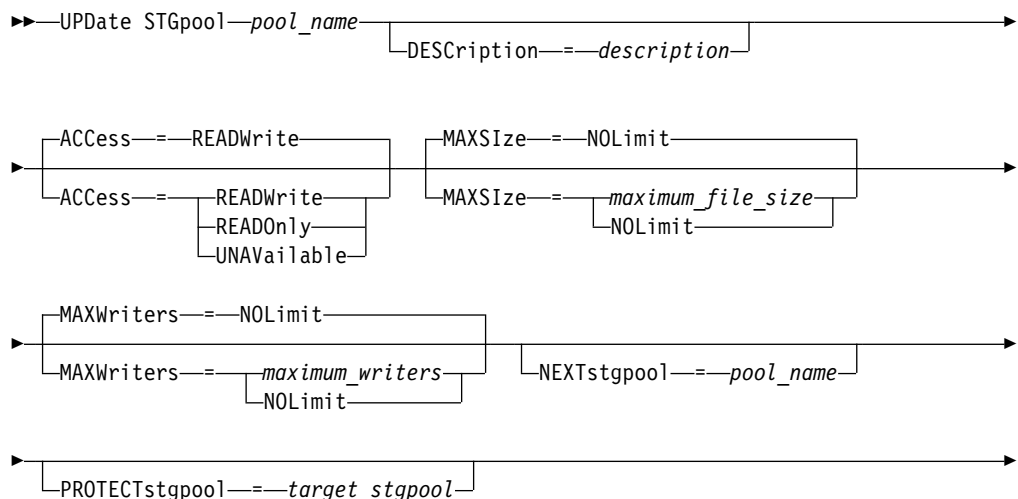 UPDate STGpool pool_name
DESCription = description
ACCess = READWrite
ACCess = READWrite
READOnly
UNAVailable
MAXSIze = NOLimit
MAXSIze = maximum_file_size
NOLimit
MAXWriters = NOLimit
MAXWriters = maximum_writers
NOLimit
NEXTstgpool = pool_name
PROTECTstgpool = target_stgpool